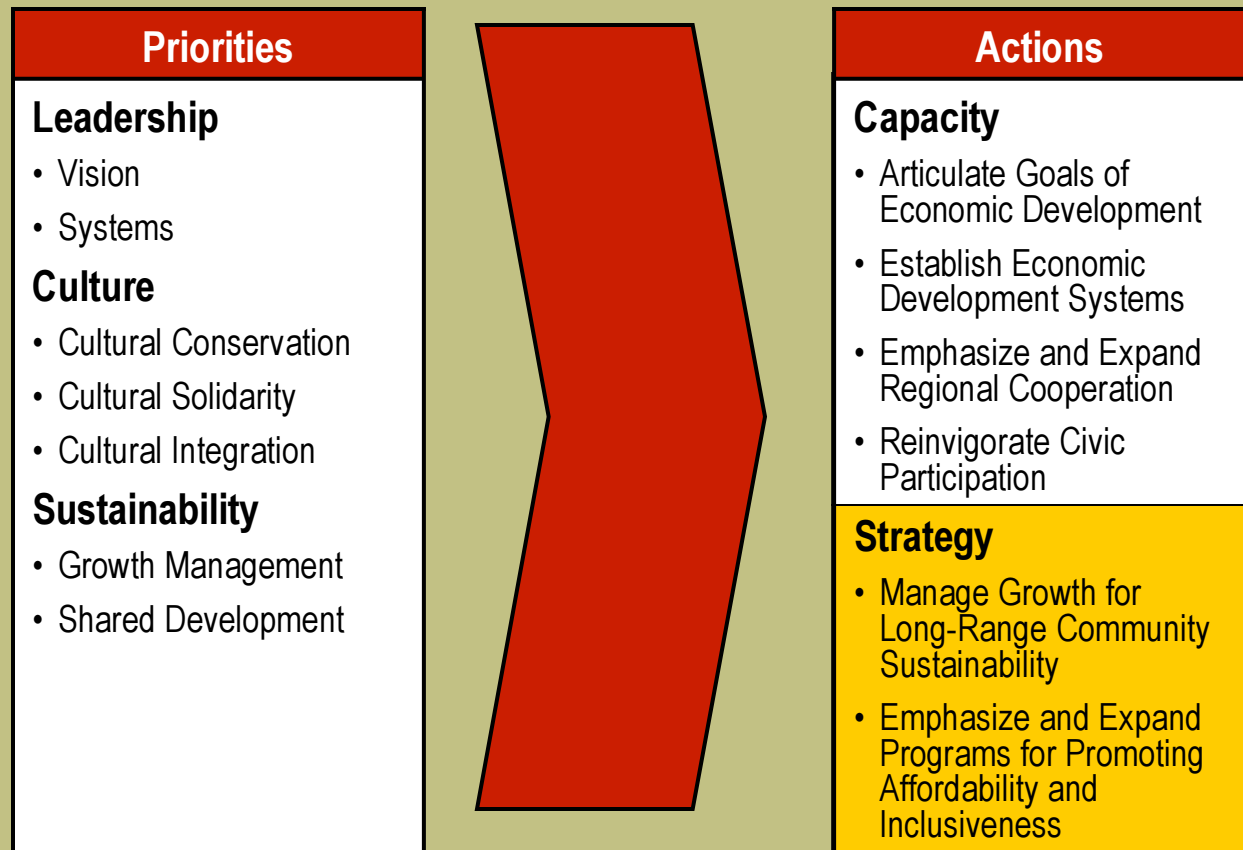 Priorities
Leadership
• Vision
• Systems
Culture
• Cultural Conservation
• Cultural Solidarity
• Cultural Integration
Sustainability
• Growth Management
• Shared Development
Actions
Capacity
• Articulate Goals of
Economic Development
• Establish Economic
Development Systems
• Emphasize and Expand
Regional Cooperation
• Reinvigorate Civic
Participation
Strategy
• Manage Growth for
Long-Range Community
Sustainability
• Emphasize and Expand
Programs for Promoting
Affordability and
Inclusiveness